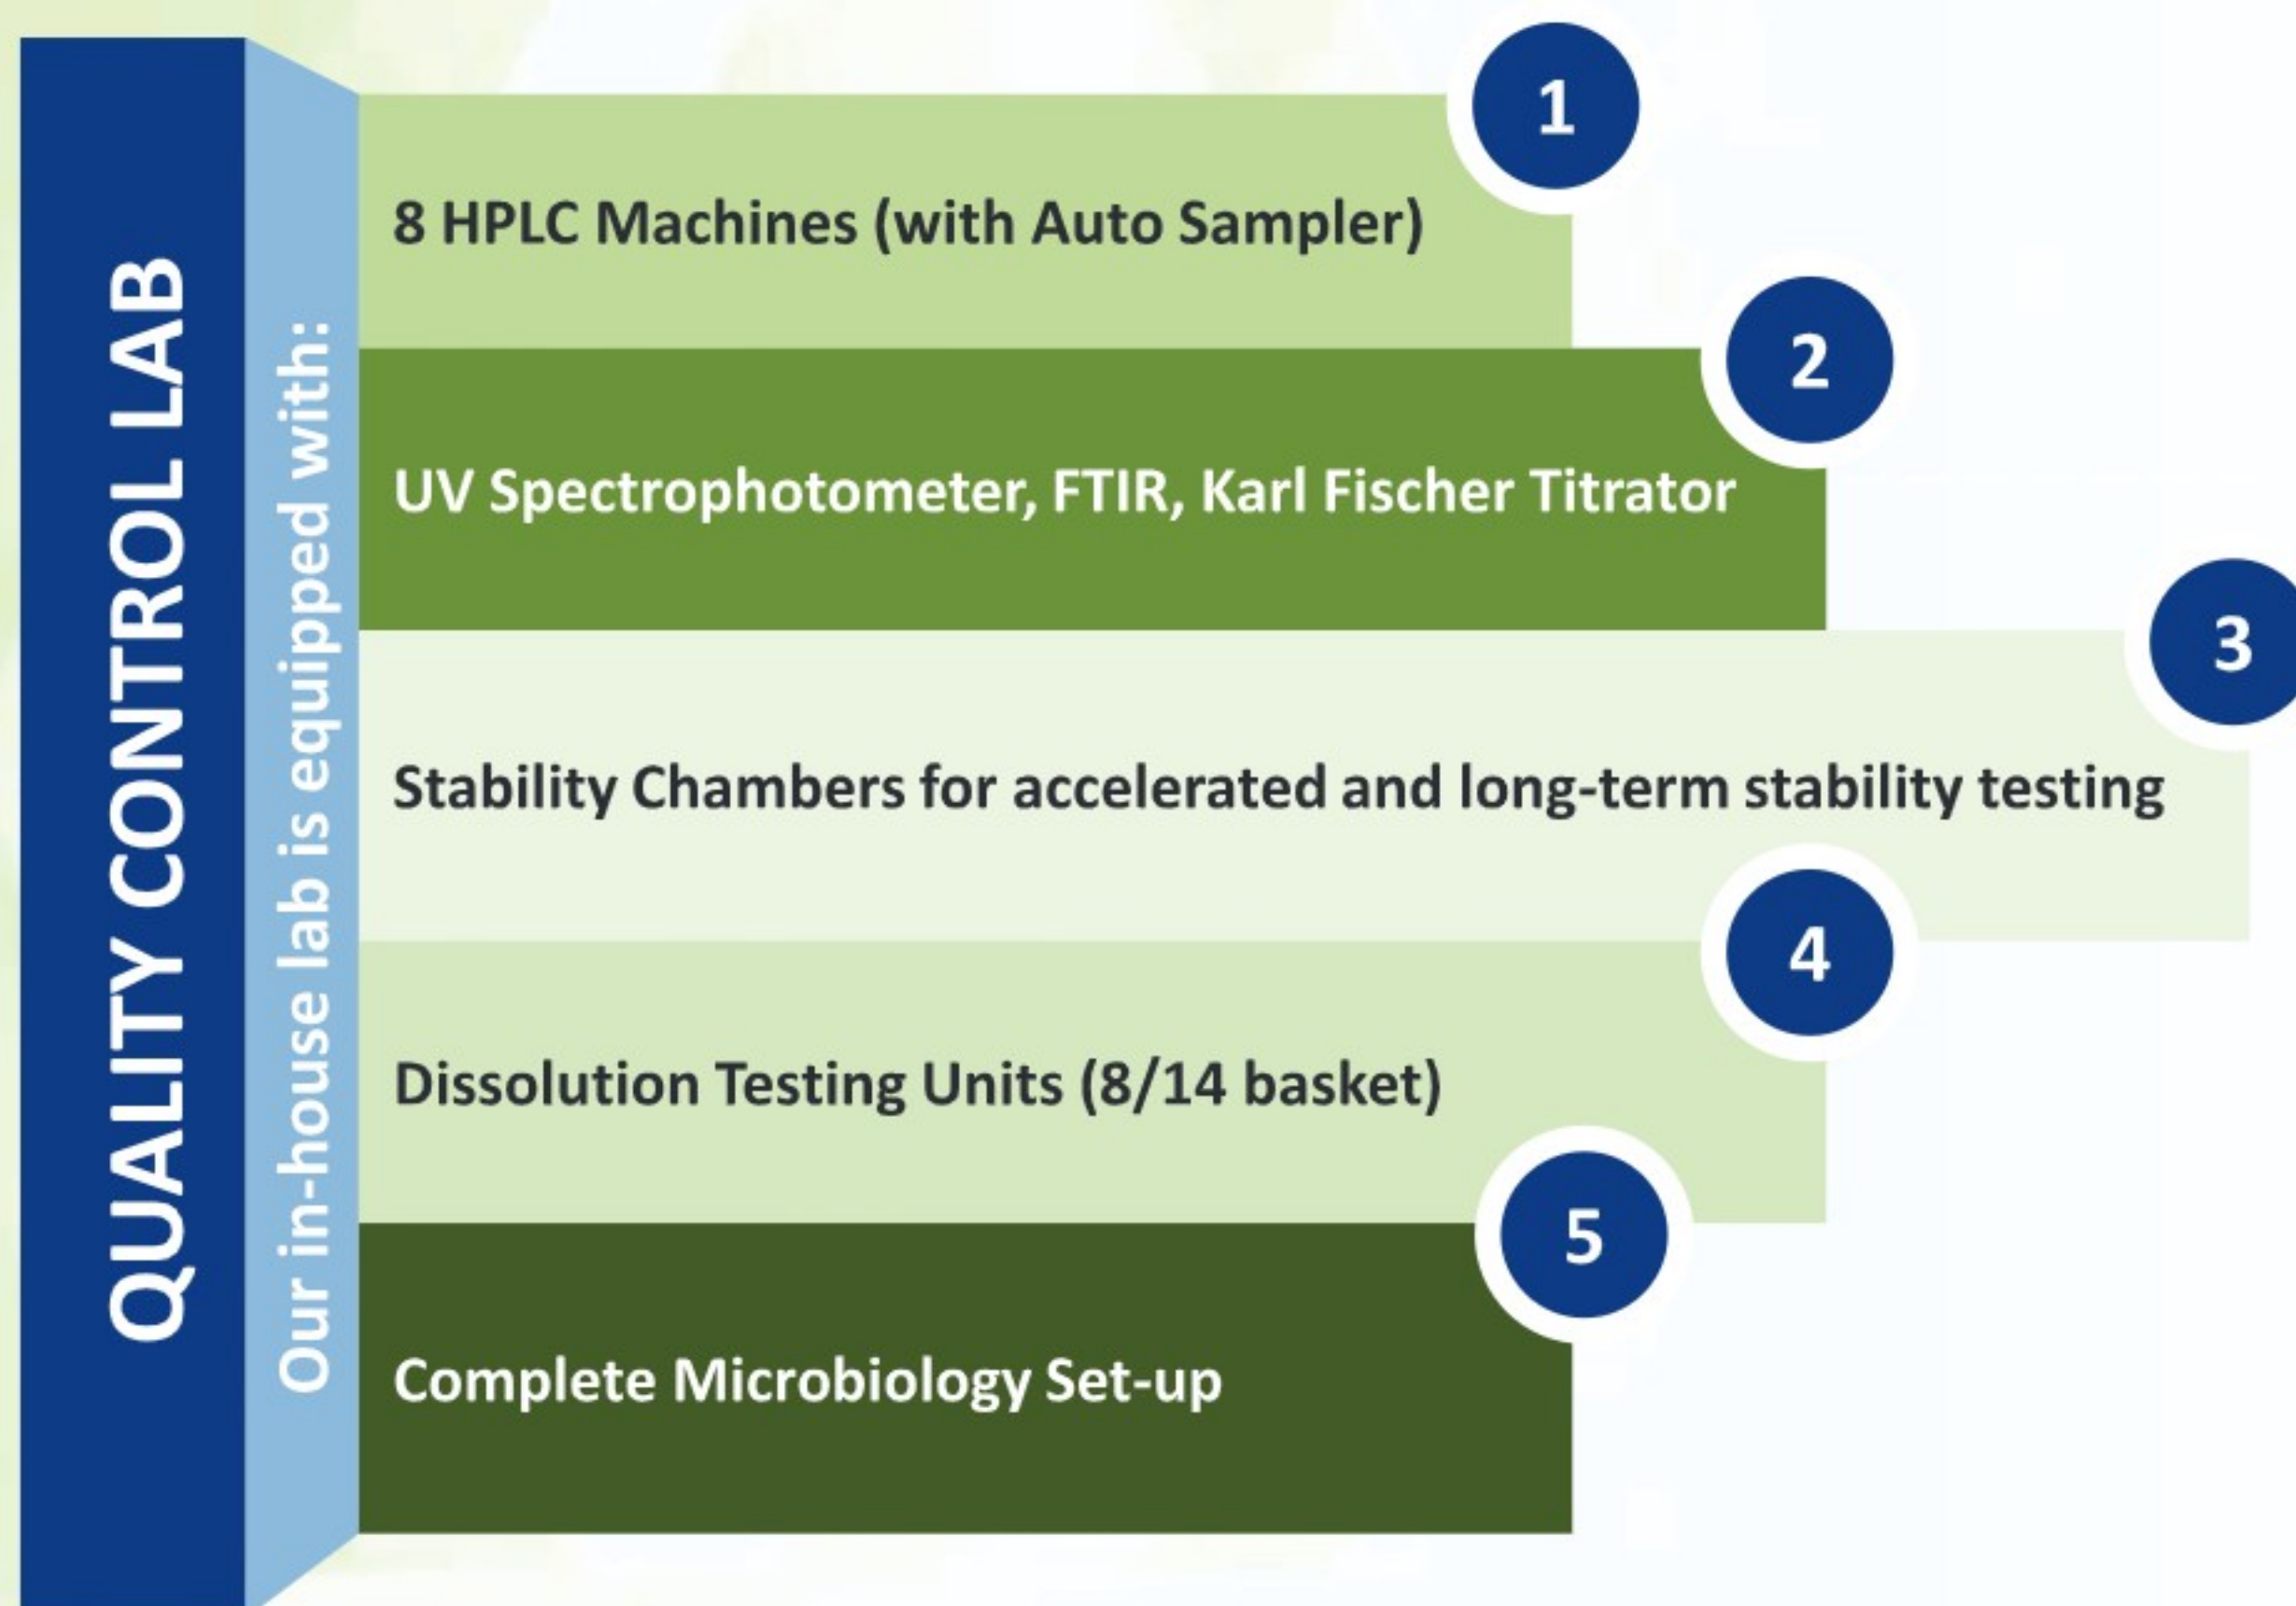 QUALITY CONTROL LAB
Our in-house lab is equipped with:
1
8 HPLC Machines (with Auto Sampler)
2
UV Spectrophotometer, FTIR, Karl Fischer Titrator
3
Stability Chambers for accelerated and long-term stability testing
4
Dissolution Testing Units (8/14 basket)
5
Complete Microbiology Set-up